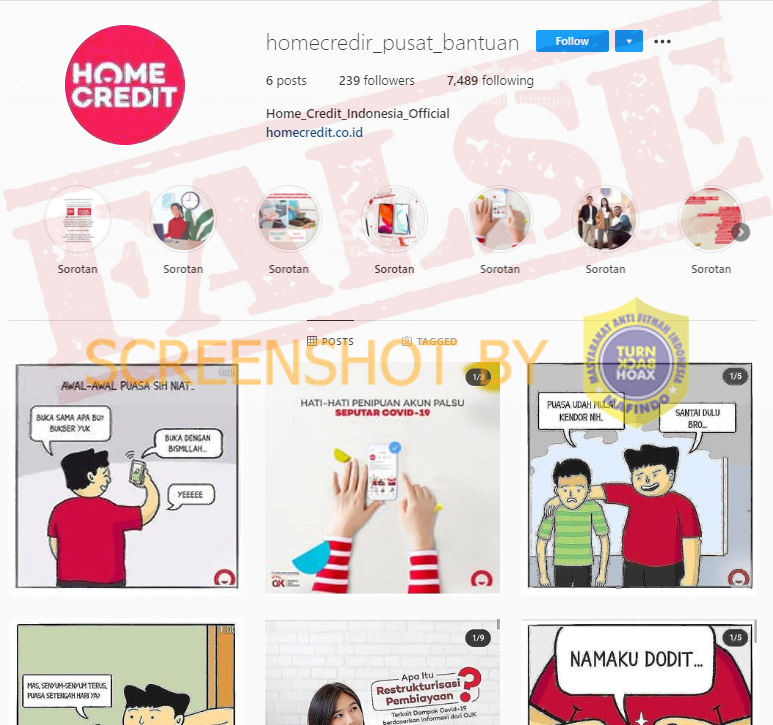 HOME
CREDIT
homecredir_pusat_bantuan
Follow
6 posts 239 followers 7,489 following
Home_Credit_Indonesia_Official
homecredit.co.id
FALSE
Sorotan Sorotan Sorotan Sorotan Sorotan Sorotan Sorotan
POSTS TAGGED
SCREENSHOT BY
MASYARAKAT ANTI FITNAH INDONESIA
TURN
BACK
HOAX
MAFINDO
AWAL-AWAL PUASA SIH NIAT..
BUKA SAMA APA BU?
BUKBER YUK
BUKA DENGAN
BISMILLAH...
YEEEEE
1/3
HATI-HATI PENIPUAN AKUN PALSU
SEPUTAR COVID-19
OJK
1/5
PUASA UDAH MULAI
KENDOR NIH..
SANTAI DULU
BRO...
MAS, SENYUM-SENYUM TERUS,
PUASA SETENGAH HARI YA?
1/9
Apa Itu
Restrukturisasi
Pembiayaan
?
Terkait Dampak Covid-19
berdasarkan informasi dari OJK
1/5
NAMAKU DODIT...